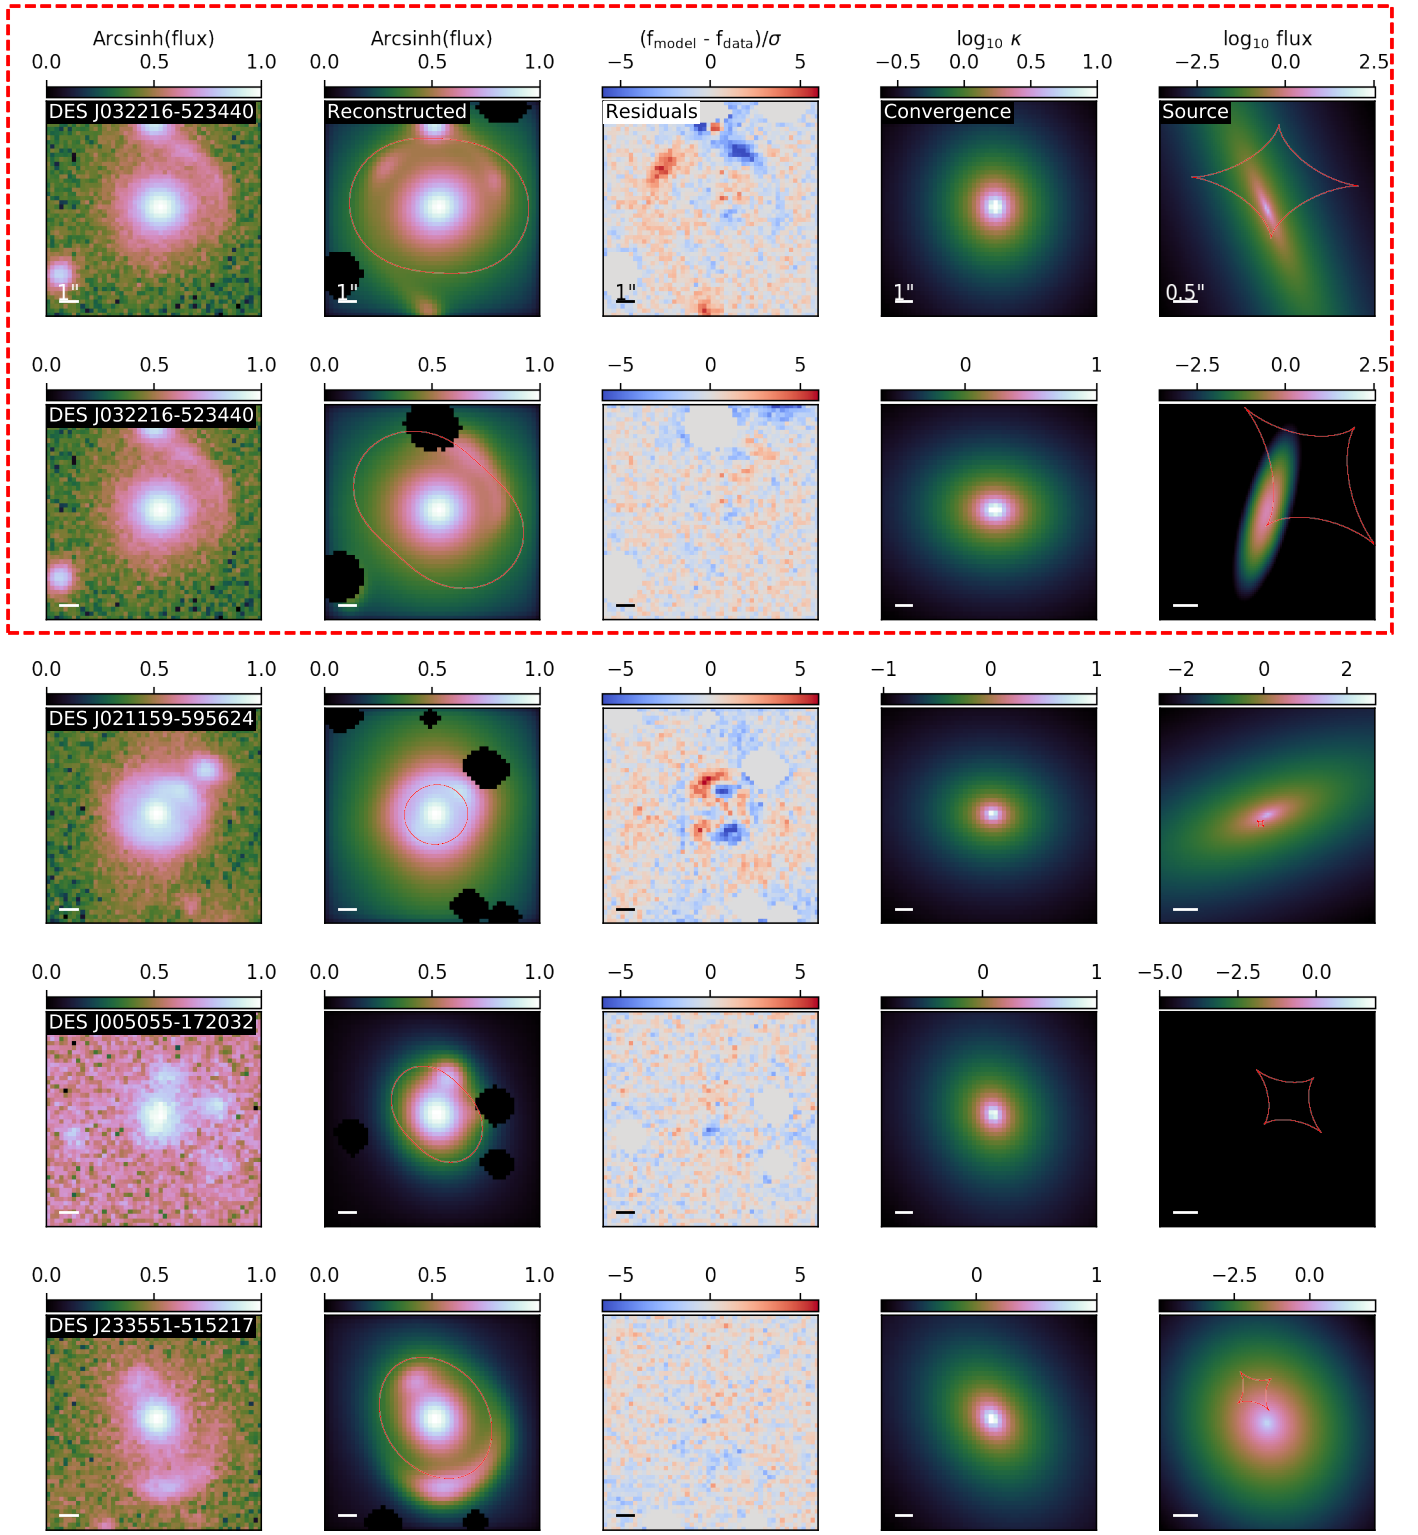 Arcsinh(flux) Arcsinh(flux) (f_model - f_data)/σ log₁₀ κ log₁₀ flux
0.0 0.5 1.0 0.0 0.5 1.0 −5 0 5 −0.5 0.0 0.5 1.0 −2.5 0.0 2.5
DES J032216-523440 Reconstructed Residuals Convergence Source
1" 1" 1" 1" 0.5"
0.0 0.5 1.0 0.0 0.5 1.0 −5 0 5 0 1 −2.5 0.0 2.5
DES J032216-523440
0.0 0.5 1.0 0.0 0.5 1.0 −5 0 5 −1 0 1 −2 0 2
DES J021159-595624
0.0 0.5 1.0 0.0 0.5 1.0 −5 0 5 0 1 −5.0 −2.5 0.0
DES J005055-172032
0.0 0.5 1.0 0.0 0.5 1.0 −5 0 5 0 1 −2.5 0.0
DES J233551-515217